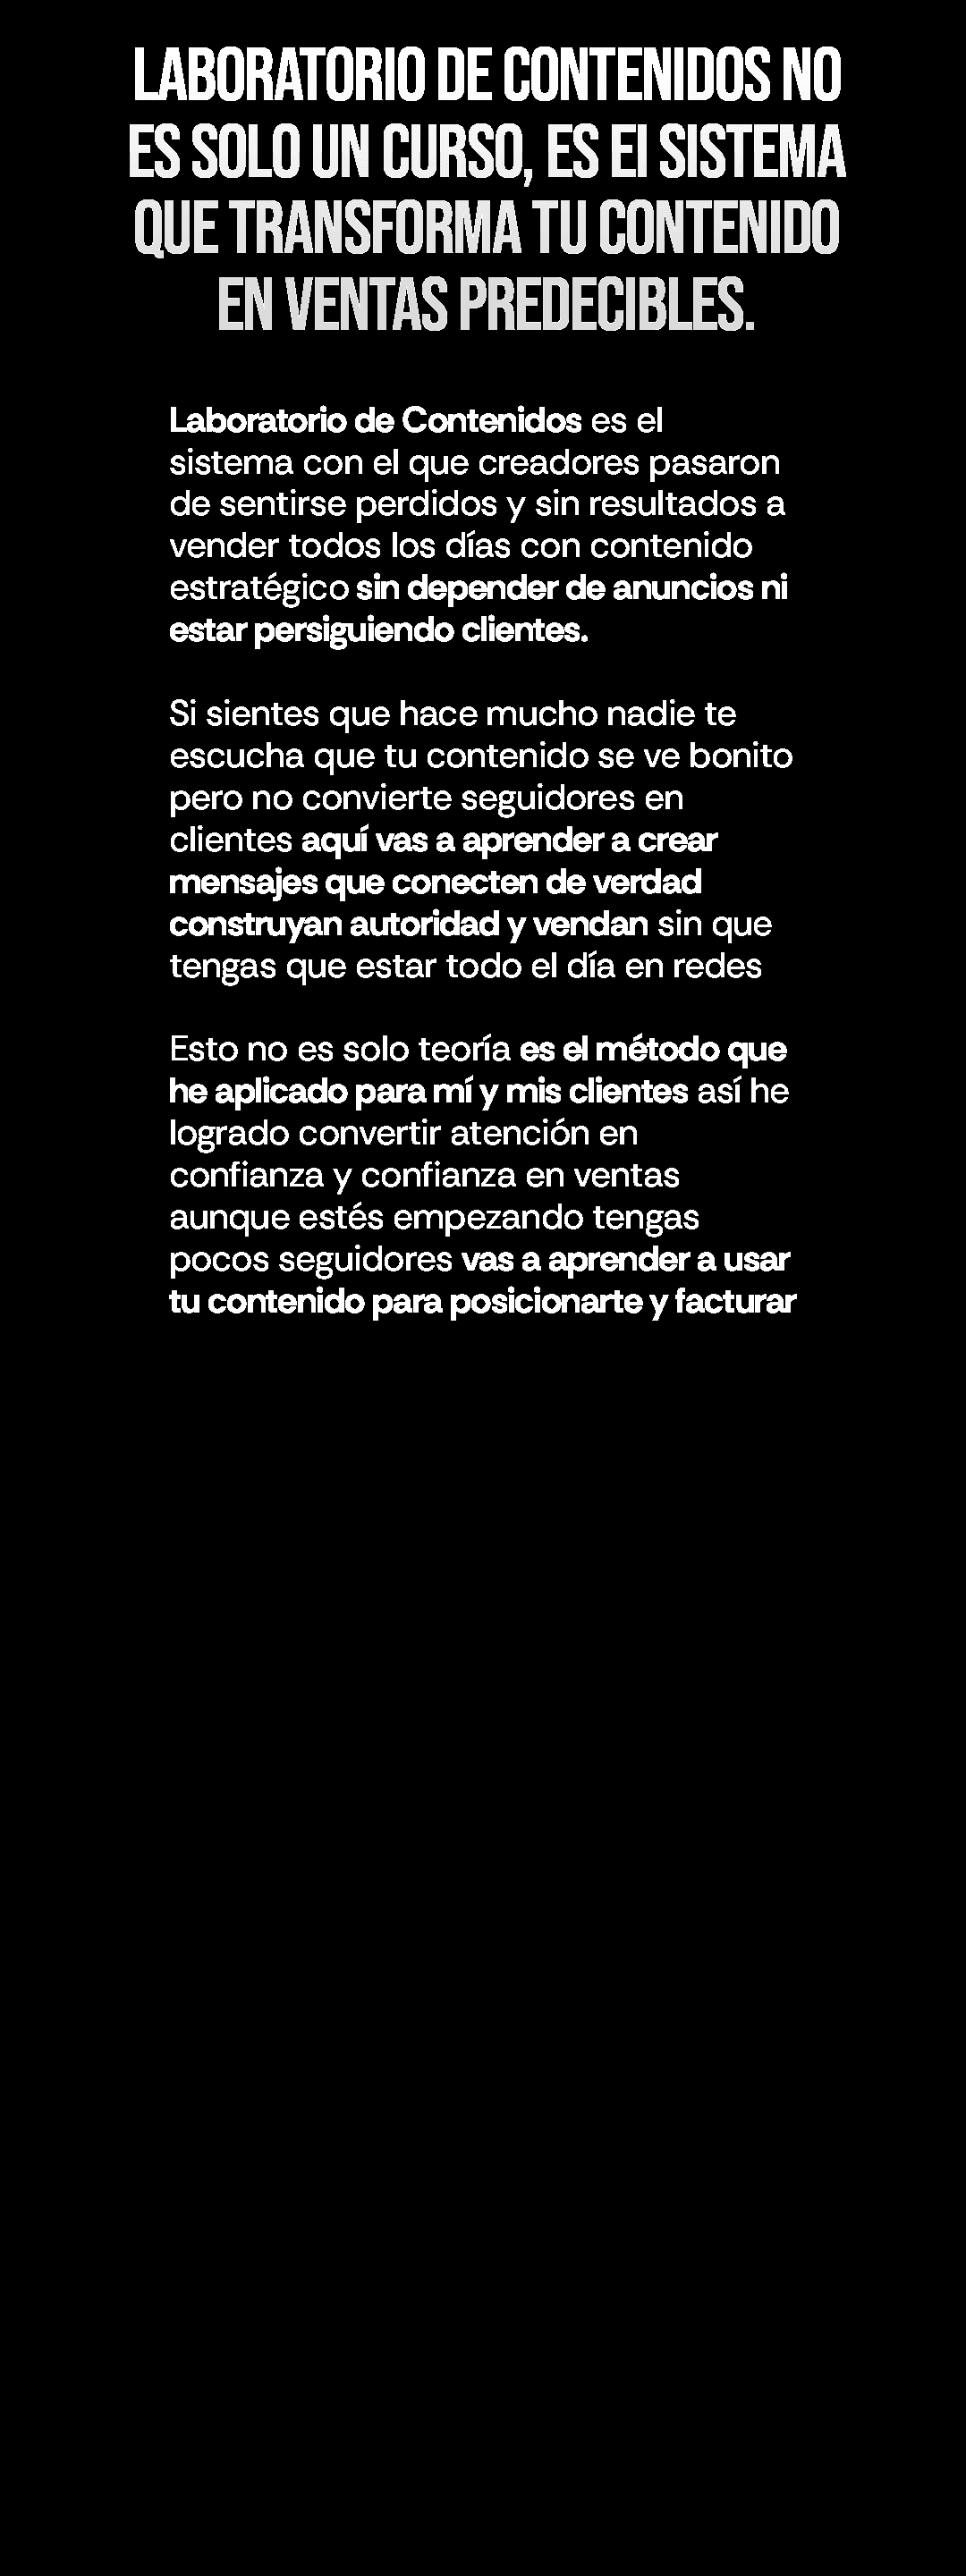 LABORATORIO DE CONTENIDOS NO
ES SOLO UN CURSO, ES El SISTEMA
QUE TRANSFORMA TU CONTENIDO
EN VENTAS PREDECIBLES.
Laboratorio de Contenidos es el
sistema con el que creadores pasaron
de sentirse perdidos y sin resultados a
vender todos los días con contenido
estratégico sin depender de anuncios ni
estar persiguiendo clientes.
Si sientes que hace mucho nadie te
escucha que tu contenido se ve bonito
pero no convierte seguidores en
clientes aquí vas a aprender a crear
mensajes que conecten de verdad
construyan autoridad y vendan sin que
tengas que estar todo el día en redes
Esto no es solo teoría es el método que
he aplicado para mí y mis clientes así he
logrado convertir atención en
confianza y confianza en ventas
aunque estés empezando tengas
pocos seguidores vas a aprender a usar
tu contenido para posicionarte y facturar